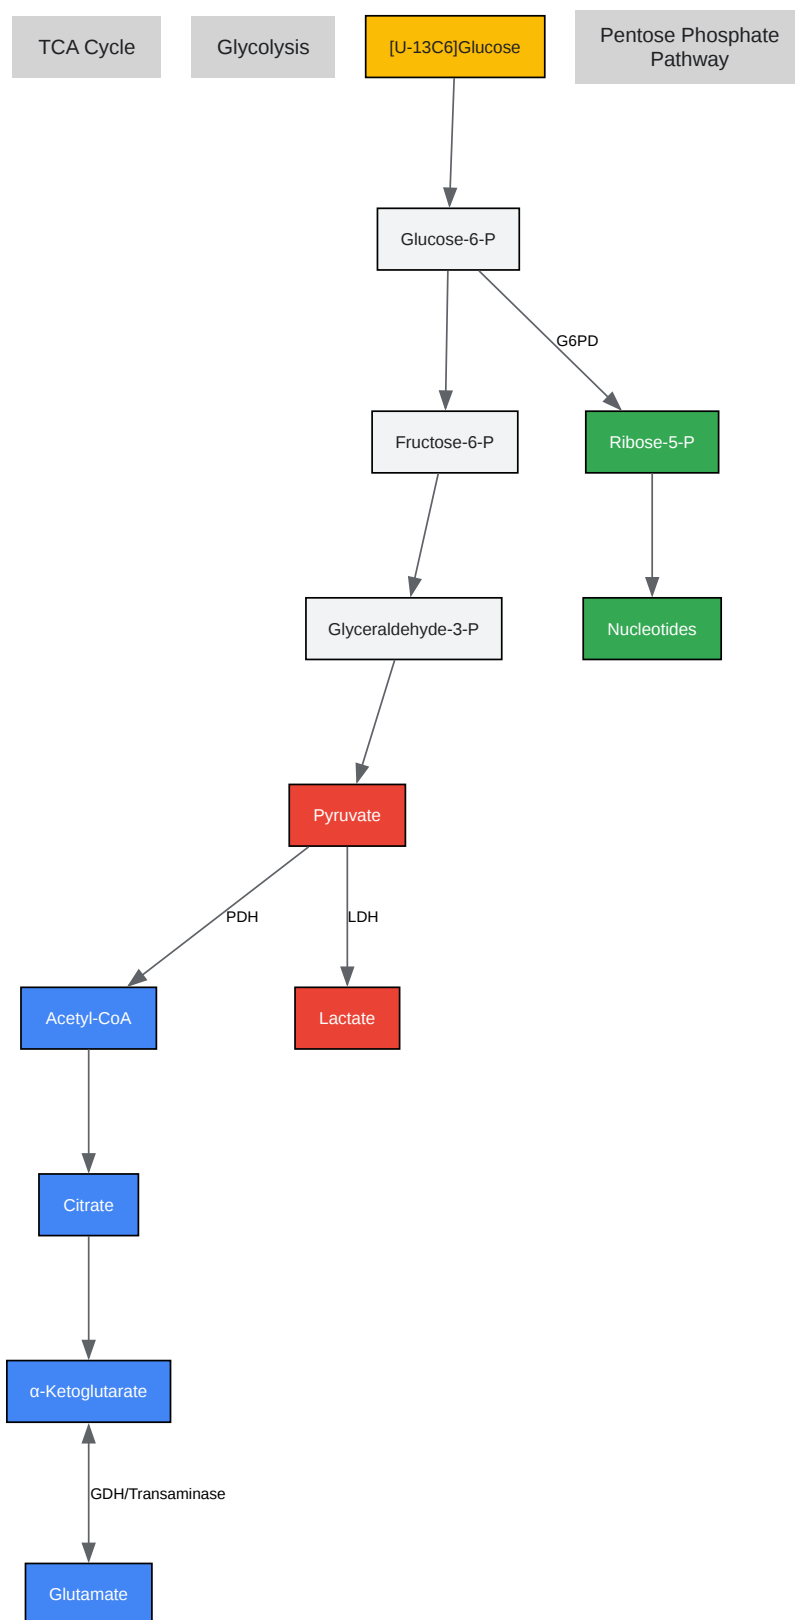 TCA Cycle
Glycolysis
[U-13C6]Glucose
Pentose Phosphate
Pathway
Glucose-6-P
G6PD
Fructose-6-P
Ribose-5-P
Glyceraldehyde-3-P
Nucleotides
Pyruvate
PDH
LDH
Acetyl-CoA
Lactate
Citrate
α-Ketoglutarate
GDH/Transaminase
Glutamate